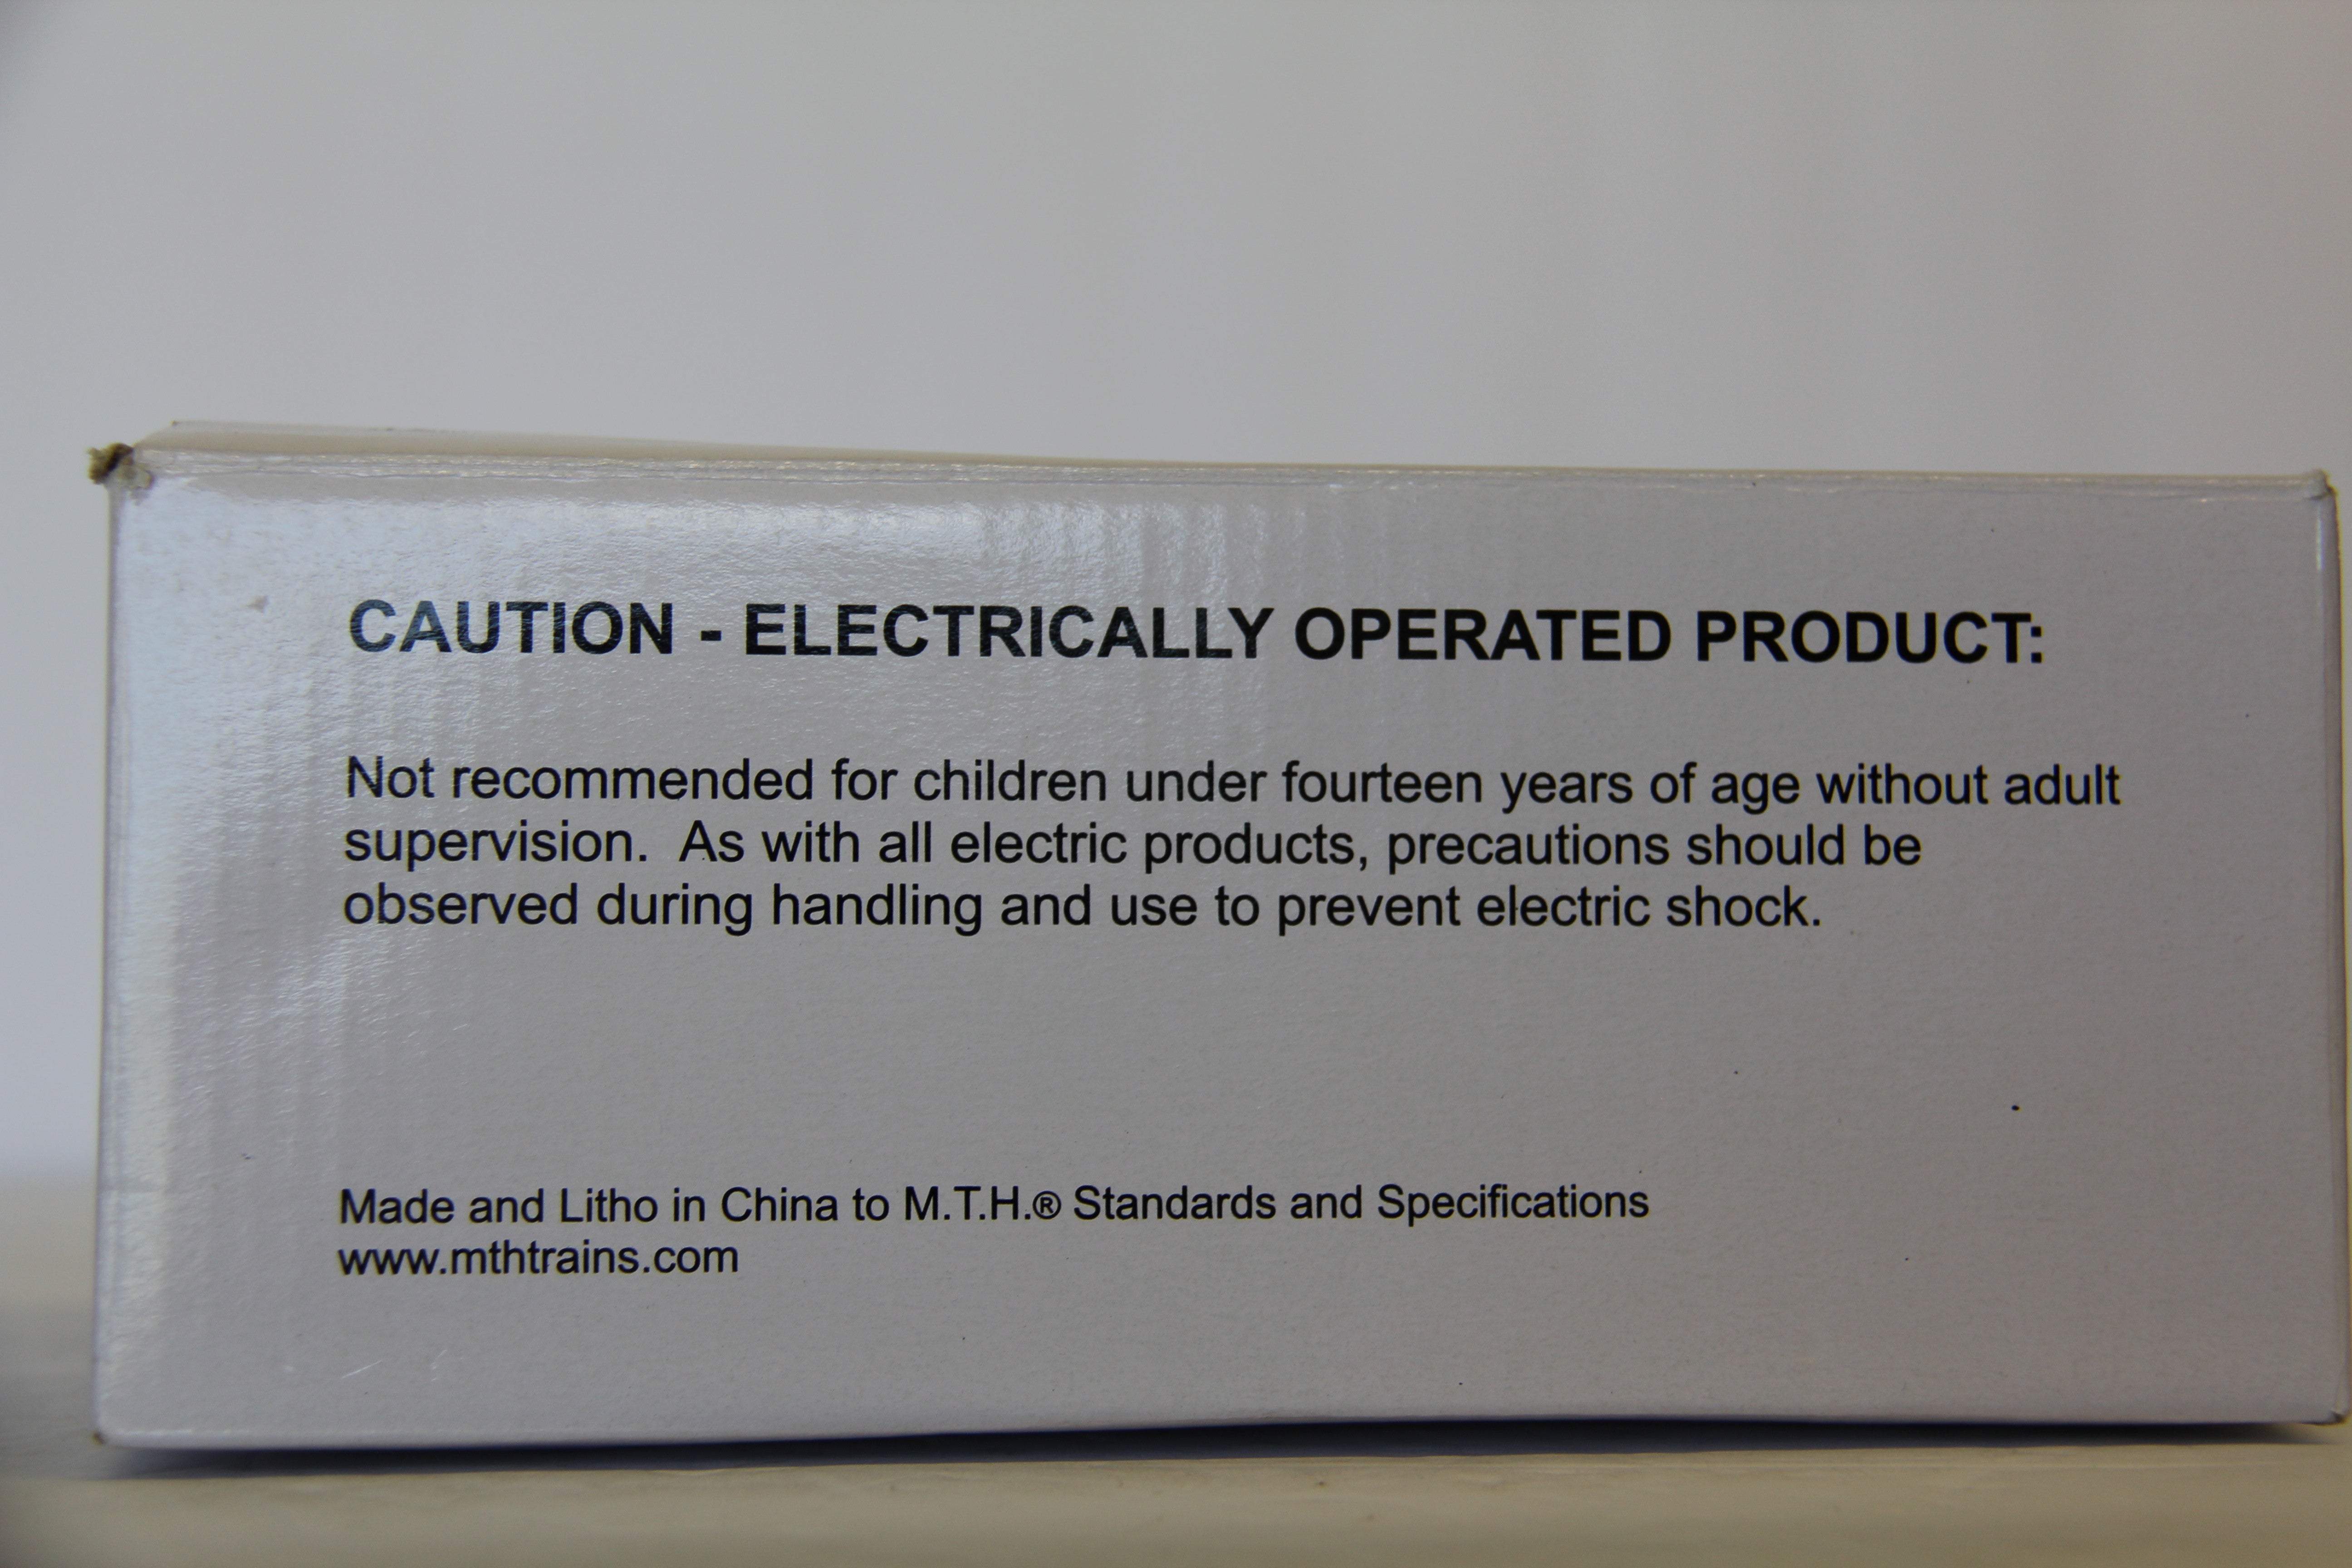 CAUTION - ELECTRICALLY OPERATED PRODUCT:
Not recommended for children under fourteen years of age without adult
supervision.  As with all electric products, precautions should be
observed during handling and use to prevent electric shock.
Made and Litho in China to M.T.H.® Standards and Specifications
www.mthtrains.com